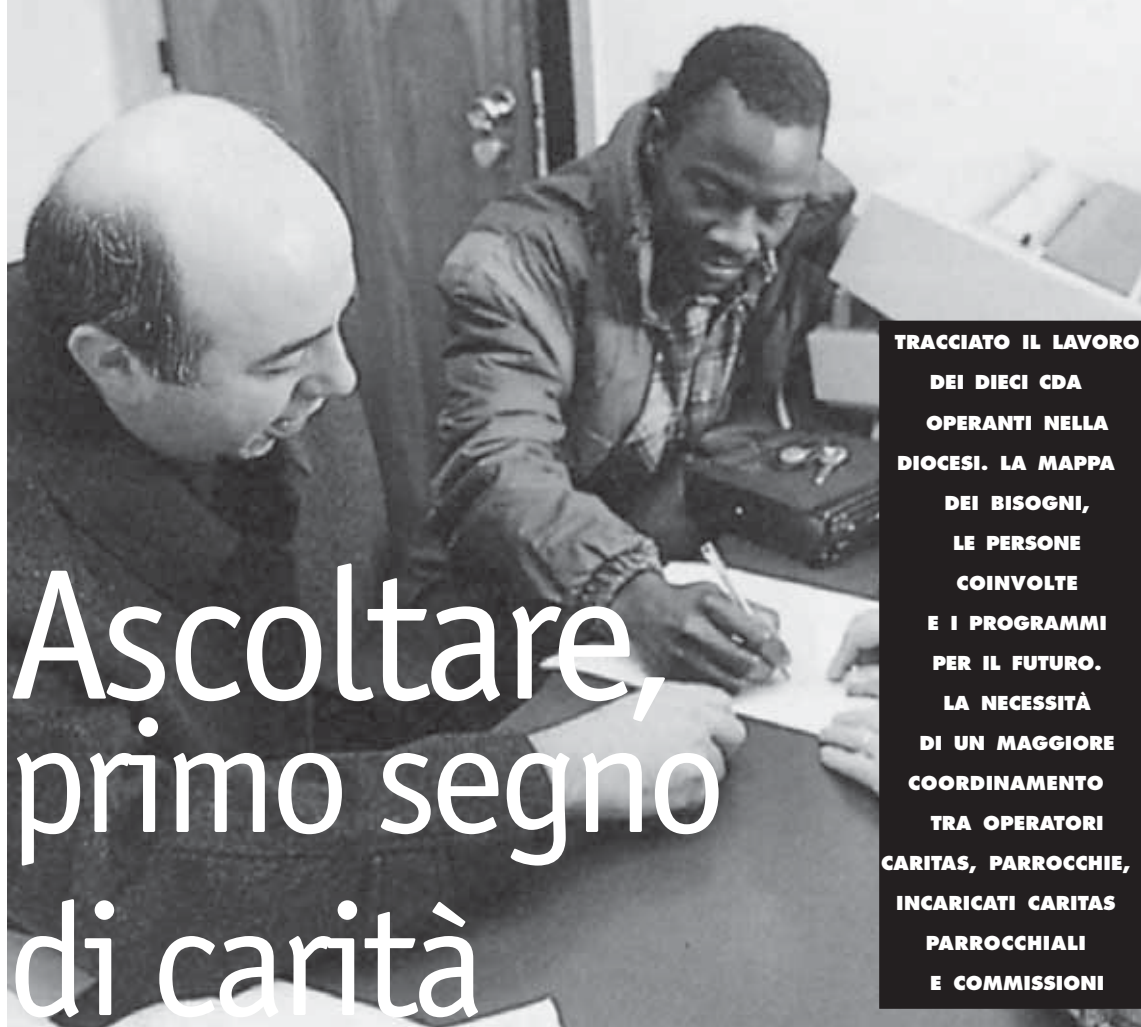 Ascoltare,
primo segno
di carità
TRACCIATO IL LAVORO
DEI DIECI CDA
OPERANTI NELLA
DIOCESI. LA MAPPA
DEI BISOGNI,
LE PERSONE
COINVOLTE
E I PROGRAMMI
PER IL FUTURO.
LA NECESSITÀ
DI UN MAGGIORE
COORDINAMENTO
TRA OPERATORI
CARITAS, PARROCCHIE,
INCARICATI CARITAS
PARROCCHIALI
E COMMISSIONI